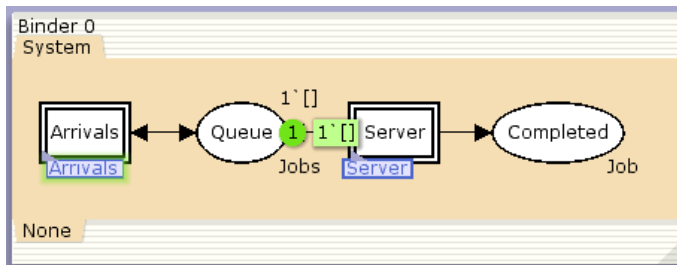 Binder 0
System
1`[]
Arrivals
Queue
1
1`[]
Server
Completed
Arrivals
Jobs
Server
Job
None